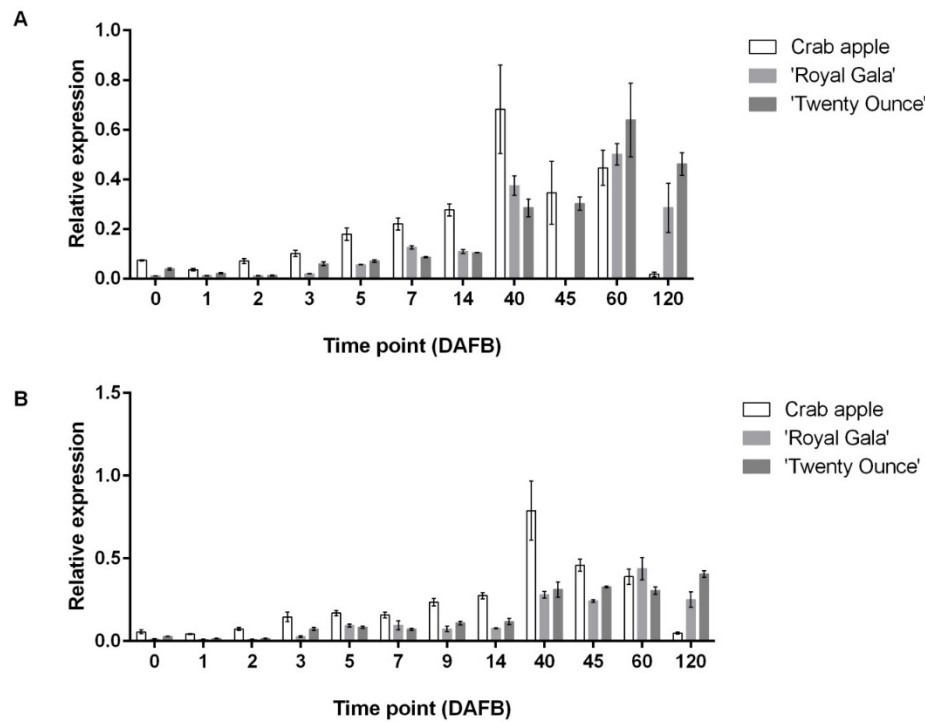 A
Relative expression
1.0
0.8
0.6
0.4
0.2
0.0
0 1 2 3 5 7 14 40 45 60 120
Time point (DAFB)
Crab apple
'Royal Gala'
'Twenty Ounce'
B
Relative expression
1.5
1.0
0.5
0.0
0 1 2 3 5 7 9 14 40 45 60 120
Time point (DAFB)
Crab apple
'Royal Gala'
'Twenty Ounce'